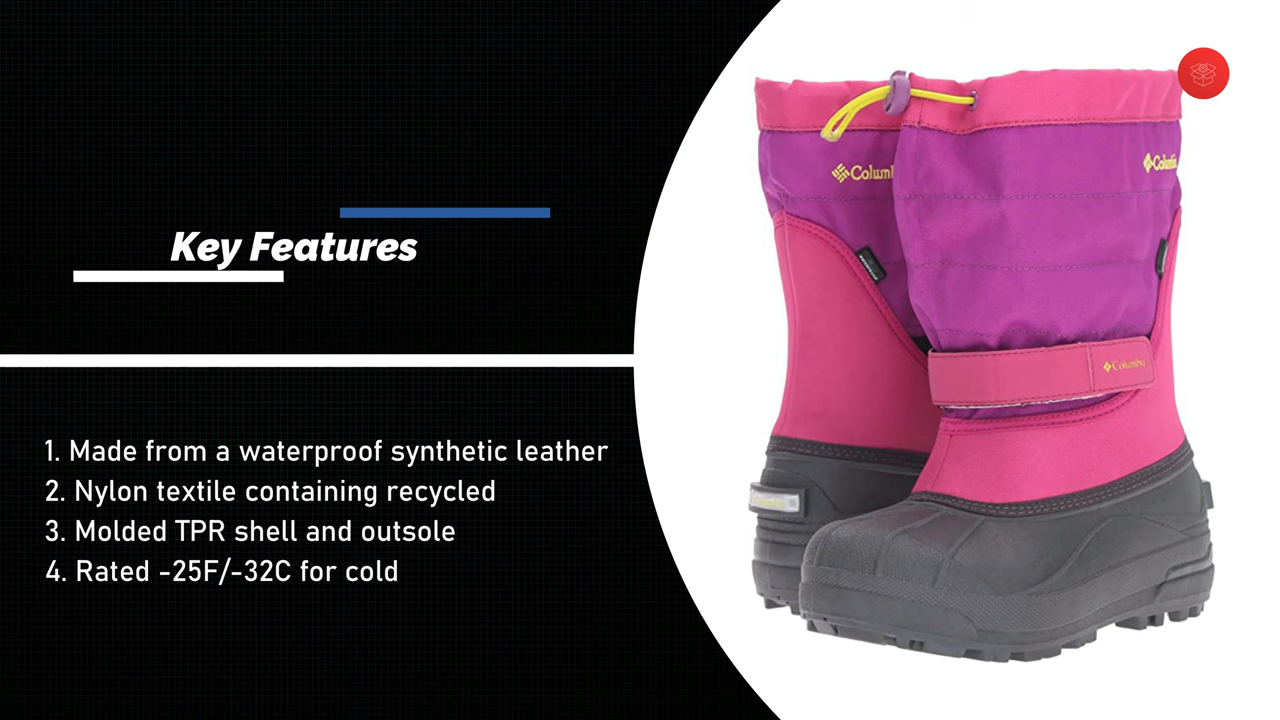 Key Features
1. Made from a waterproof synthetic leather
2. Nylon textile containing recycled
3. Molded TPR shell and outsole
4. Rated -25F/-32C for cold
Columbia
Columbia